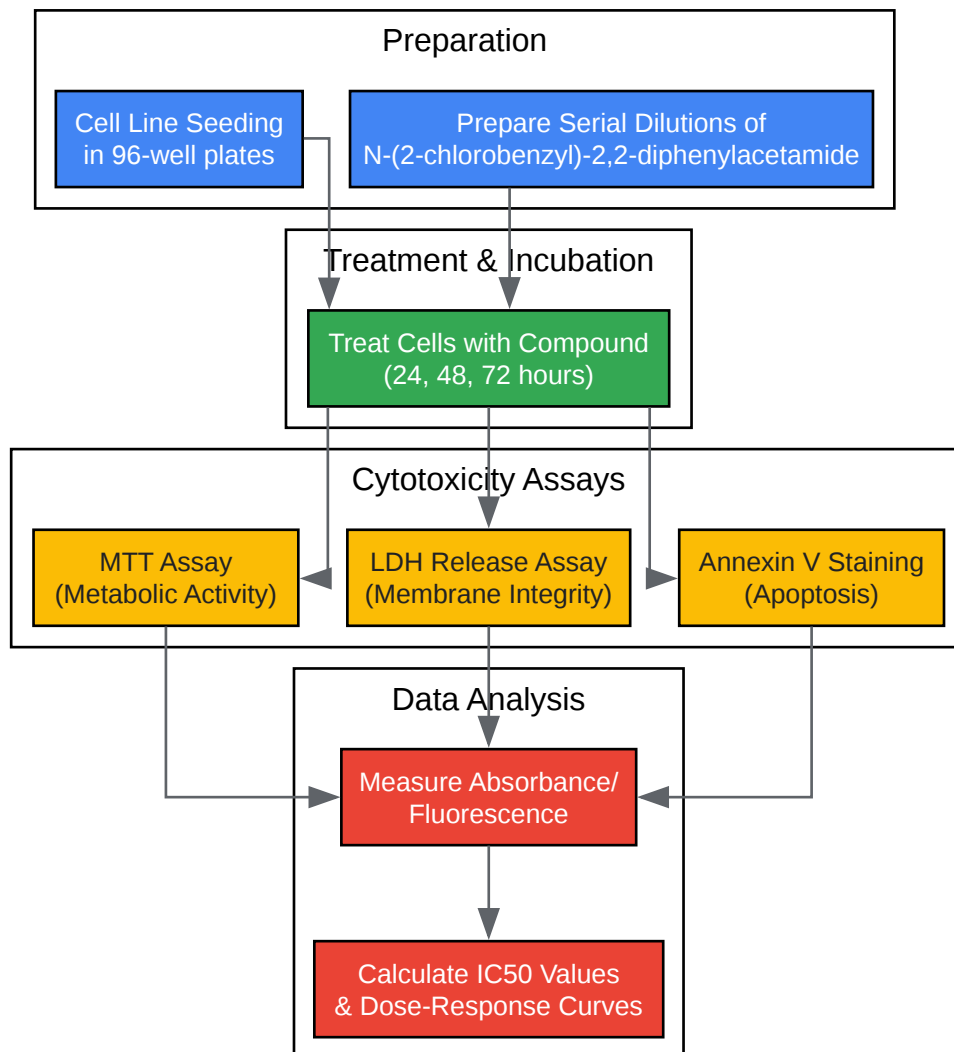 Preparation
Cell Line Seeding
in 96-well plates
Prepare Serial Dilutions of
N-(2-chlorobenzyl)-2,2-diphenylacetamide
Treatment & Incubation
Treat Cells with Compound
(24, 48, 72 hours)
Cytotoxicity Assays
MTT Assay
(Metabolic Activity)
LDH Release Assay
(Membrane Integrity)
Annexin V Staining
(Apoptosis)
Data Analysis
Measure Absorbance/
Fluorescence
Calculate IC50 Values
& Dose-Response Curves